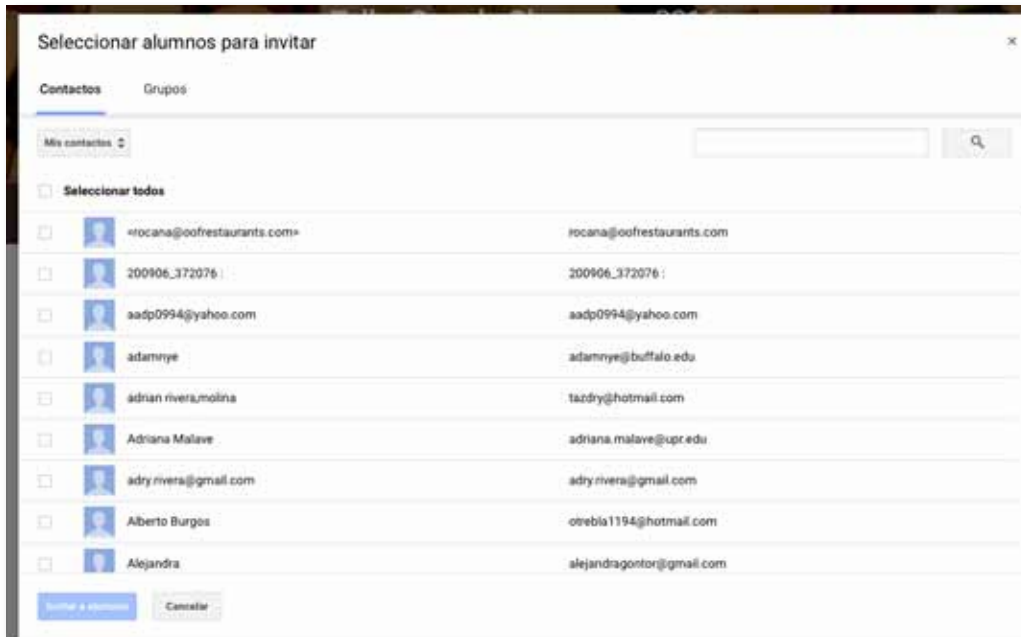 Seleccionar alumnos para invitar ×
Contactos Grupos
Mis contactos
Seleccionar todos
<rocana@oofrestaurants.com> rocana@oofrestaurants.com
200906_372076 : 200906_372076 :
aadp0994@yahoo.com aadp0994@yahoo.com
adamnye adamnye@buffalo.edu
adrian rivera,molina tazdry@hotmail.com
Adriana Malave adriana.malave@upr.edu
adry.rivera@gmail.com adry.rivera@gmail.com
Alberto Burgos otrebla1194@hotmail.com
Alejandra alejandragontor@gmail.com
Invitar a alumnos Cancelar